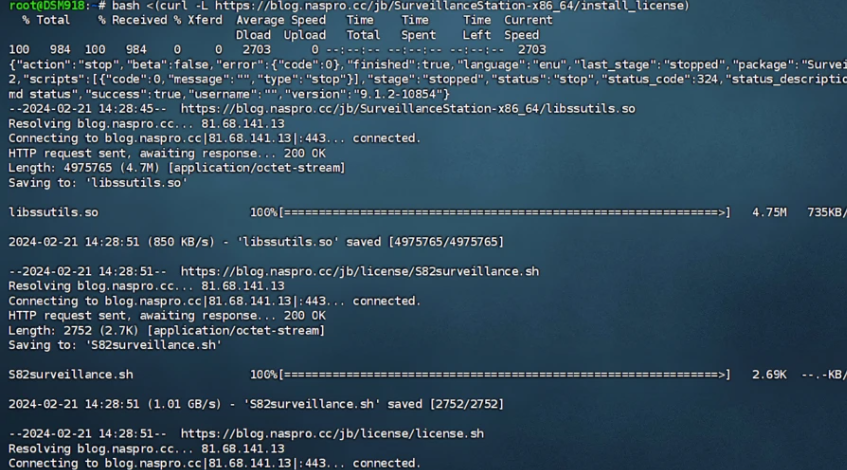 root@DSM918:~# bash <(curl -L https://blog.naspro.cc/jb/SurveillanceStation-x86_64/install_license)
% Total % Received % Xferd Average Speed Time Time Time Current
Dload Upload Total Spent Left Speed
100 984 100 984 0 0 2703 0 --:--:-- --:--:-- --:--:-- 2703
{"action":"stop","beta":false,"error":{"code":0},"finished":true,"language":"enu","last_stage":"stopped","package":"Survei
2,"scripts":[{"code":0,"message":"","type":"stop"}],"stage":"stopped","status":"stop","status_code":324,"status_descriptio
md status","success":true,"username":"","version":"9.1.2-10854"}
--2024-02-21 14:28:45-- https://blog.naspro.cc/jb/SurveillanceStation-x86_64/libssutils.so
Resolving blog.naspro.cc... 81.68.141.13
Connecting to blog.naspro.cc|81.68.141.13|:443... connected.
HTTP request sent, awaiting response... 200 OK
Length: 4975765 (4.7M) [application/octet-stream]
Saving to: 'libssutils.so'
libssutils.so 100%[==============================================================>] 4.75M 735KB/
2024-02-21 14:28:51 (850 KB/s) - 'libssutils.so' saved [4975765/4975765]
--2024-02-21 14:28:51-- https://blog.naspro.cc/jb/license/S82surveillance.sh
Resolving blog.naspro.cc... 81.68.141.13
Connecting to blog.naspro.cc|81.68.141.13|:443... connected.
HTTP request sent, awaiting response... 200 OK
Length: 2752 (2.7K) [application/octet-stream]
Saving to: 'S82surveillance.sh'
S82surveillance.sh 100%[==============================================================>] 2.69K --.-KB/
2024-02-21 14:28:51 (1.01 GB/s) - 'S82surveillance.sh' saved [2752/2752]
--2024-02-21 14:28:51-- https://blog.naspro.cc/jb/license/license.sh
Resolving blog.naspro.cc... 81.68.141.13
Connecting to blog.naspro.cc|81.68.141.13|:443... connected.